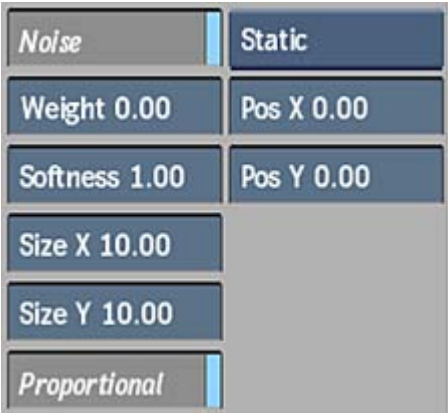 Noise
Static
Weight 0.00
Pos X 0.00
Softness 1.00
Pos Y 0.00
Size X 10.00
Size Y 10.00
Proportional